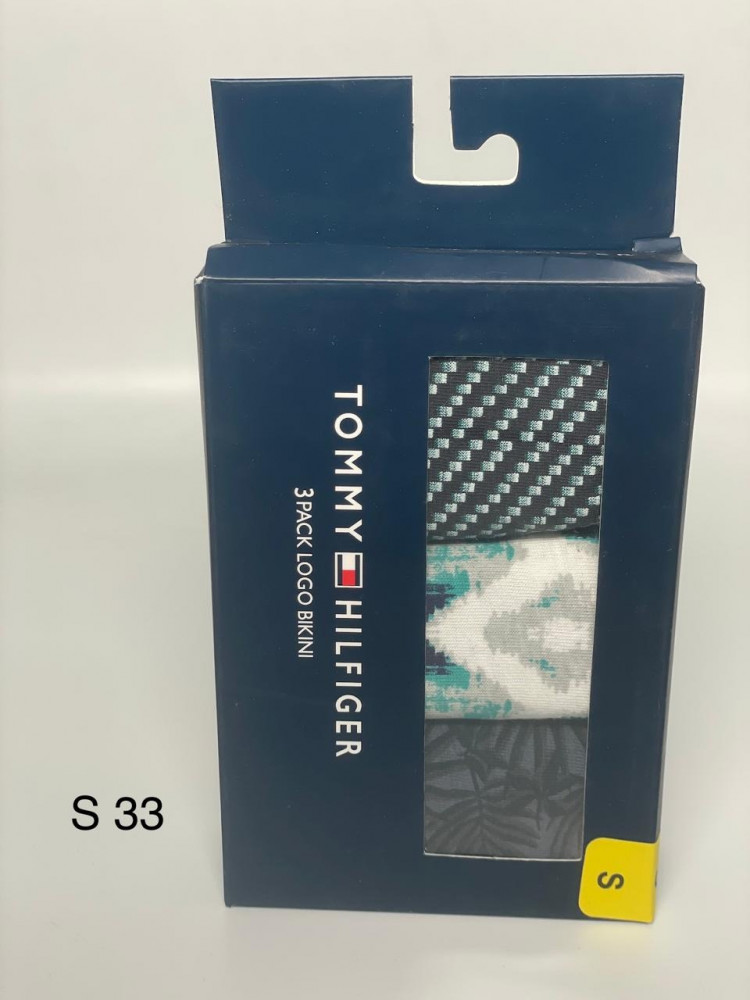 TOMMY HILFIGER
3 PACK LOGO BIKINI
S 33
S